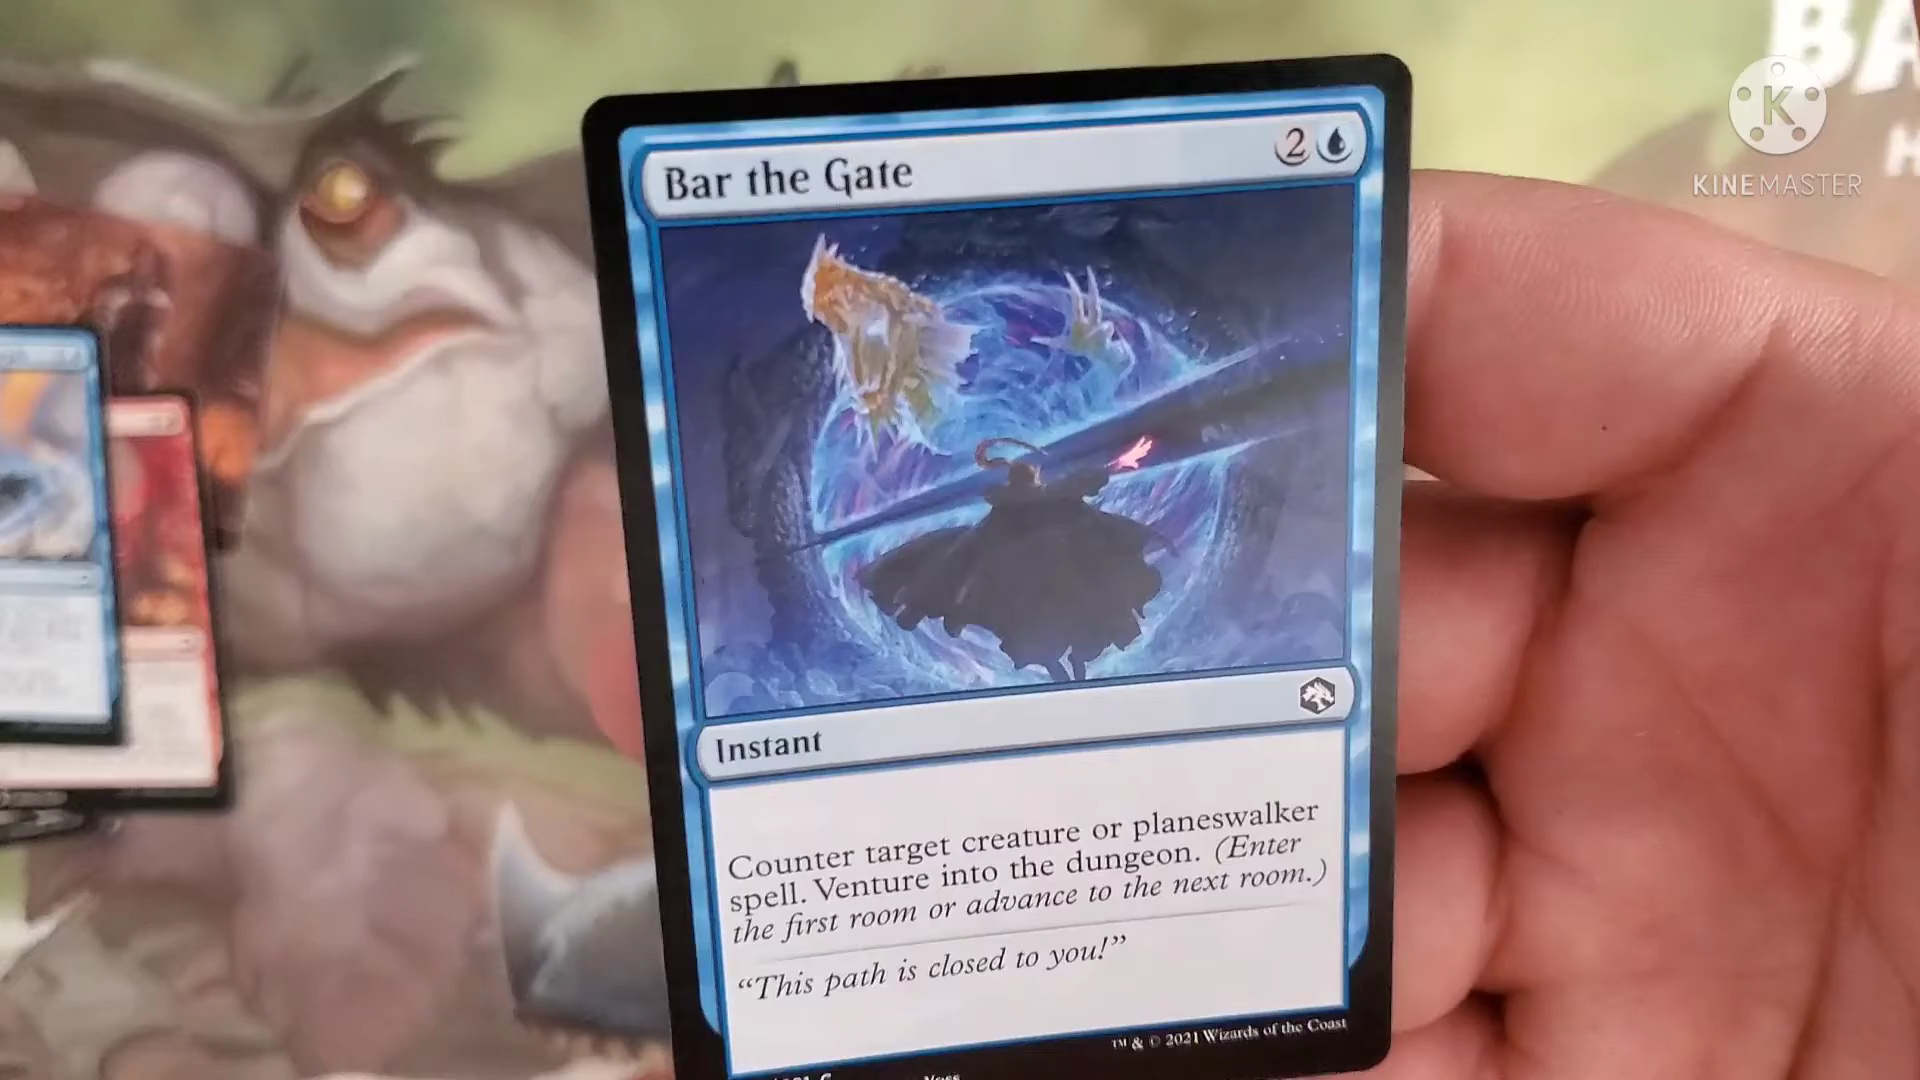 BA
H
K
KINEMASTER
Bar the Gate
2
Instant
Counter target creature or planeswalker
spell. Venture into the dungeon. (Enter
the first room or advance to the next room.)
“This path is closed to you!”
™ & © 2021 Wizards of the Coast